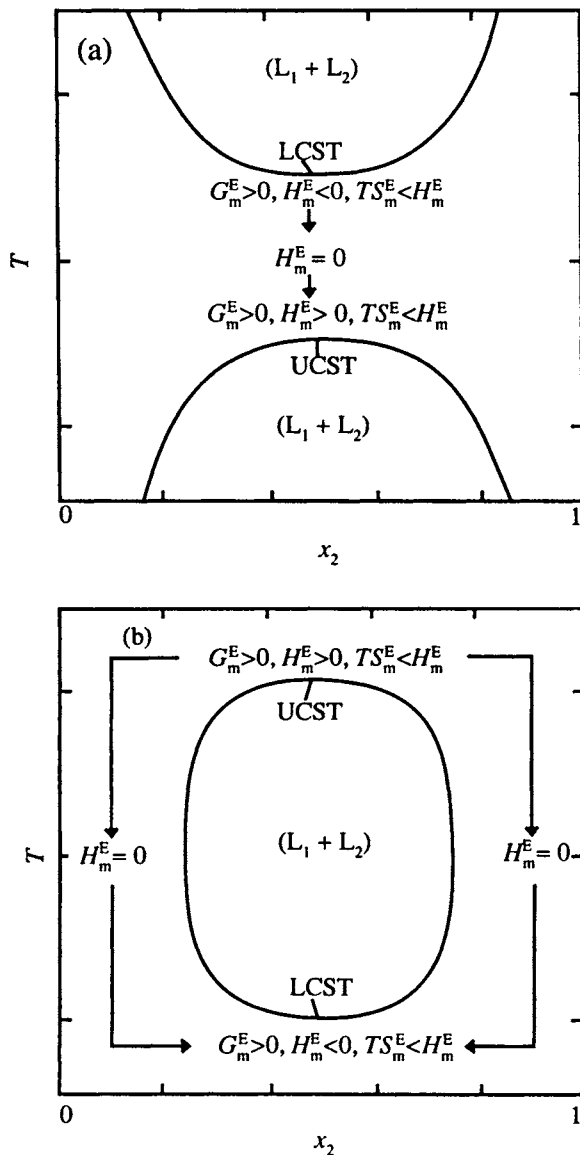 (a)
(L₁ + L₂)
LCST
Gₘᴱ>0, Hₘᴱ<0, TSₘᴱ<Hₘᴱ
T
Hₘᴱ= 0
Gₘᴱ>0, Hₘᴱ> 0, TSₘᴱ<Hₘᴱ
UCST
(L₁ + L₂)
0 1
x₂
(b)
Gₘᴱ>0, Hₘᴱ>0, TSₘᴱ<Hₘᴱ
UCST
T
Hₘᴱ= 0 (L₁ + L₂) Hₘᴱ= 0
LCST
Gₘᴱ>0, Hₘᴱ<0, TSₘᴱ<Hₘᴱ
0 1
x₂